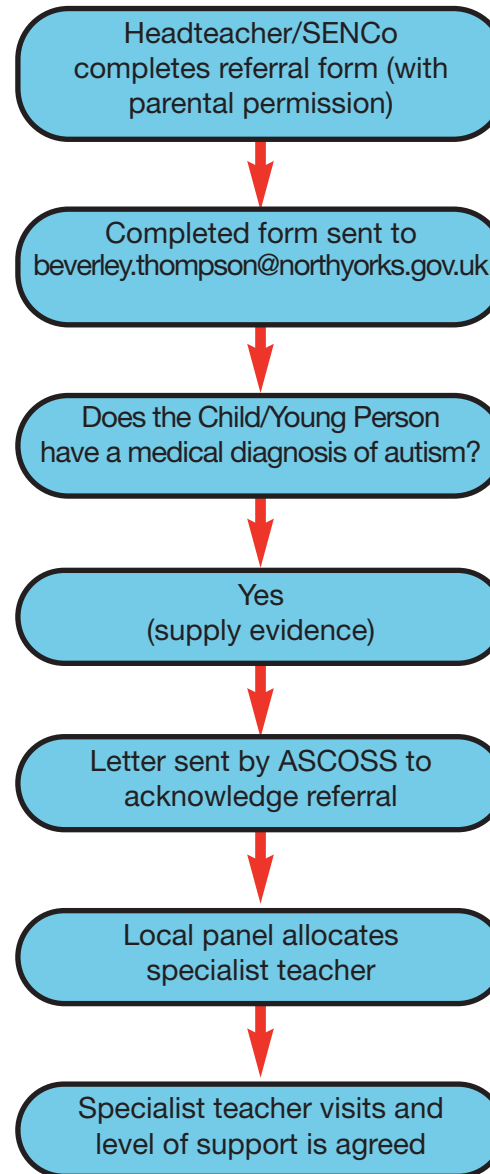 Headteacher/SENCo
completes referral form (with
parental permission)
Completed form sent to
beverley.thompson@northyorks.gov.uk
Does the Child/Young Person
have a medical diagnosis of autism?
Yes
(supply evidence)
Letter sent by ASCOSS to
acknowledge referral
Local panel allocates
specialist teacher
Specialist teacher visits and
level of support is agreed